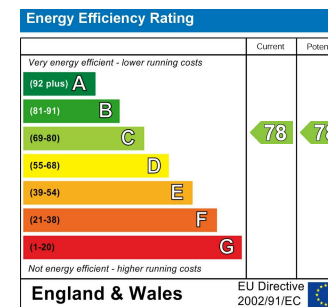 Energy Efficiency Rating
Current
Very energy efficient - lower running costs
(92 plus) A
(81-91) B
(69-80) C 78 78
(55-68) D
(39-54) E
(21-38) F
(1-20) G
Not energy efficient - higher running costs
England & Wales
EU Directive
2002/91/EC